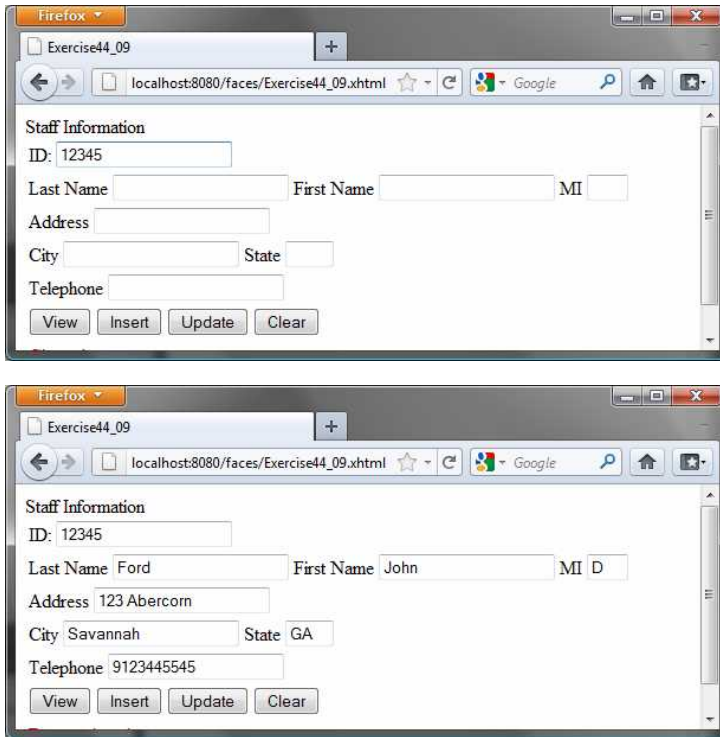 Firefox
Exercise44_09
localhost:8080/faces/Exercise44_09.xhtml Google
Staff Information
ID: 12345
Last Name First Name MI
Address
City State
Telephone
View Insert Update Clear
Firefox
Exercise44_09
localhost:8080/faces/Exercise44_09.xhtml Google
Staff Information
ID: 12345
Last Name Ford First Name John MI D
Address 123 Abercorn
City Savannah State GA
Telephone 9123445545
View Insert Update Clear